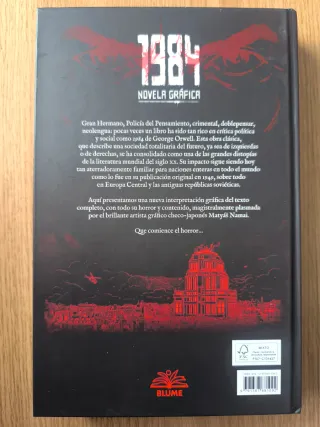 1984
NOVELA GRÁFICA
Gran Hermano, Policía del Pensamiento, crimental, doblepensar,
neolengua: pocas veces un libro ha sido tan rico en crítica política
y social como 1984 de George Orwell. Esta obra clásica,
que describe una sociedad totalitaria del futuro, ya sea de izquierdas
o de derechas, se ha consolidado como una de las grandes distopías
de la literatura mundial del siglo XX. Su impacto sigue siendo hoy
tan aterradoramente familiar para naciones enteras en todo el mundo
como lo fue en su publicación original en 1949, sobre todo
en Europa Central y las antiguas repúblicas soviéticas.
Aquí presentamos una nueva interpretación gráfica del texto
completo, con todo su horror y contenido, magistralmente plasmada
por el brillante artista gráfico checo-japonés Matyáš Namai.
Que comience el horror...
FSC
MIXTO
BLUME